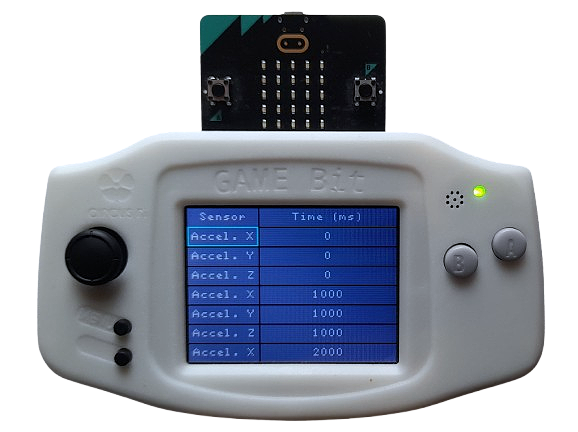 B
GAME Bit
Sensor Time (ms)
Accel. X 0
Accel. Y 0
Accel. Z 0
Accel. X 1000
Accel. Y 1000
Accel. Z 1000
Accel. X 2000
B A